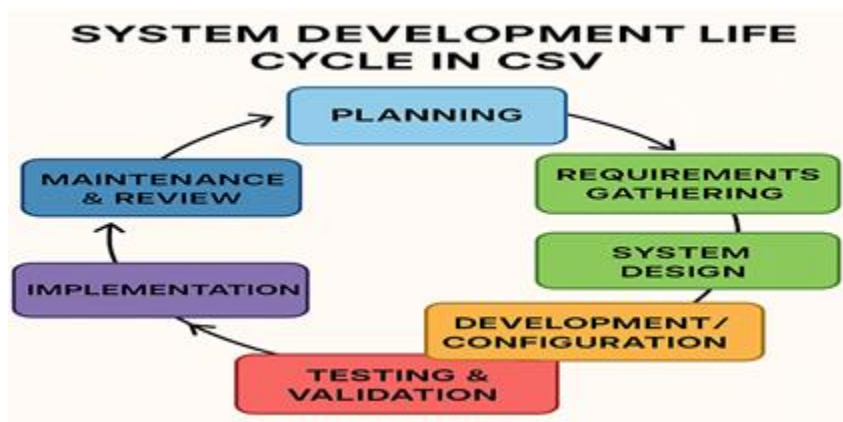 SYSTEM DEVELOPMENT LIFE
CYCLE IN CSV
PLANNING
REQUIREMENTS
GATHERING
SYSTEM
DESIGN
DEVELOPMENT/
CONFIGURATION
TESTING &
VALIDATION
IMPLEMENTATION
MAINTENANCE
& REVIEW